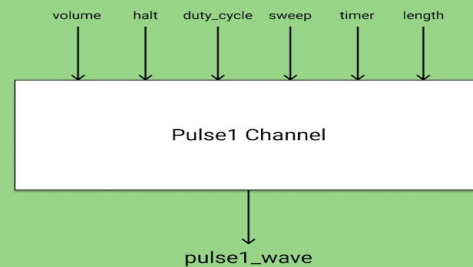 volume halt duty_cycle sweep timer length
Pulse1 Channel
pulse1_wave